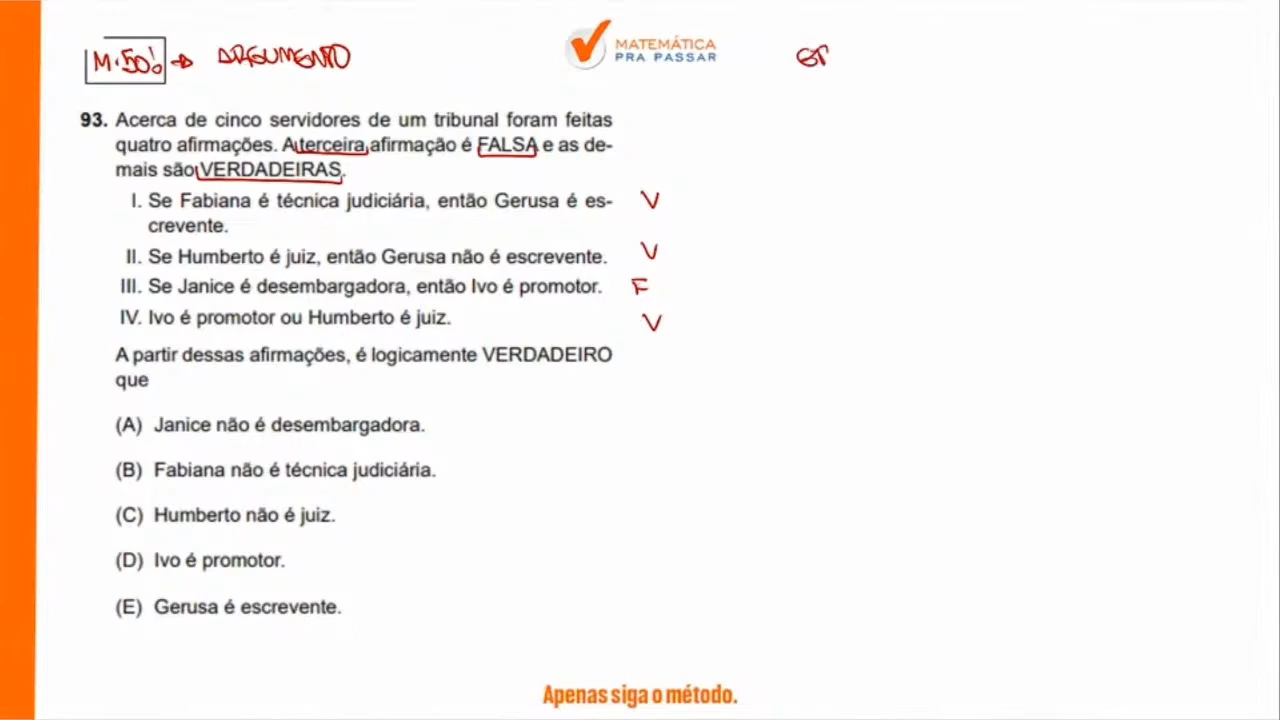 M.50! → ARGUMENTO
MATEMÁTICA
PRA PASSAR
93. Acerca de cinco servidores de um tribunal foram feitas
quatro afirmações. A terceira afirmação é FALSA e as de-
mais são VERDADEIRAS.
I. Se Fabiana é técnica judiciária, então Gerusa é es- V
crevente.
II. Se Humberto é juiz, então Gerusa não é escrevente. V
III. Se Janice é desembargadora, então Ivo é promotor. F
IV. Ivo é promotor ou Humberto é juiz. V
A partir dessas afirmações, é logicamente VERDADEIRO
que
(A) Janice não é desembargadora.
(B) Fabiana não é técnica judiciária.
(C) Humberto não é juiz.
(D) Ivo é promotor.
(E) Gerusa é escrevente.
Apenas siga o método.